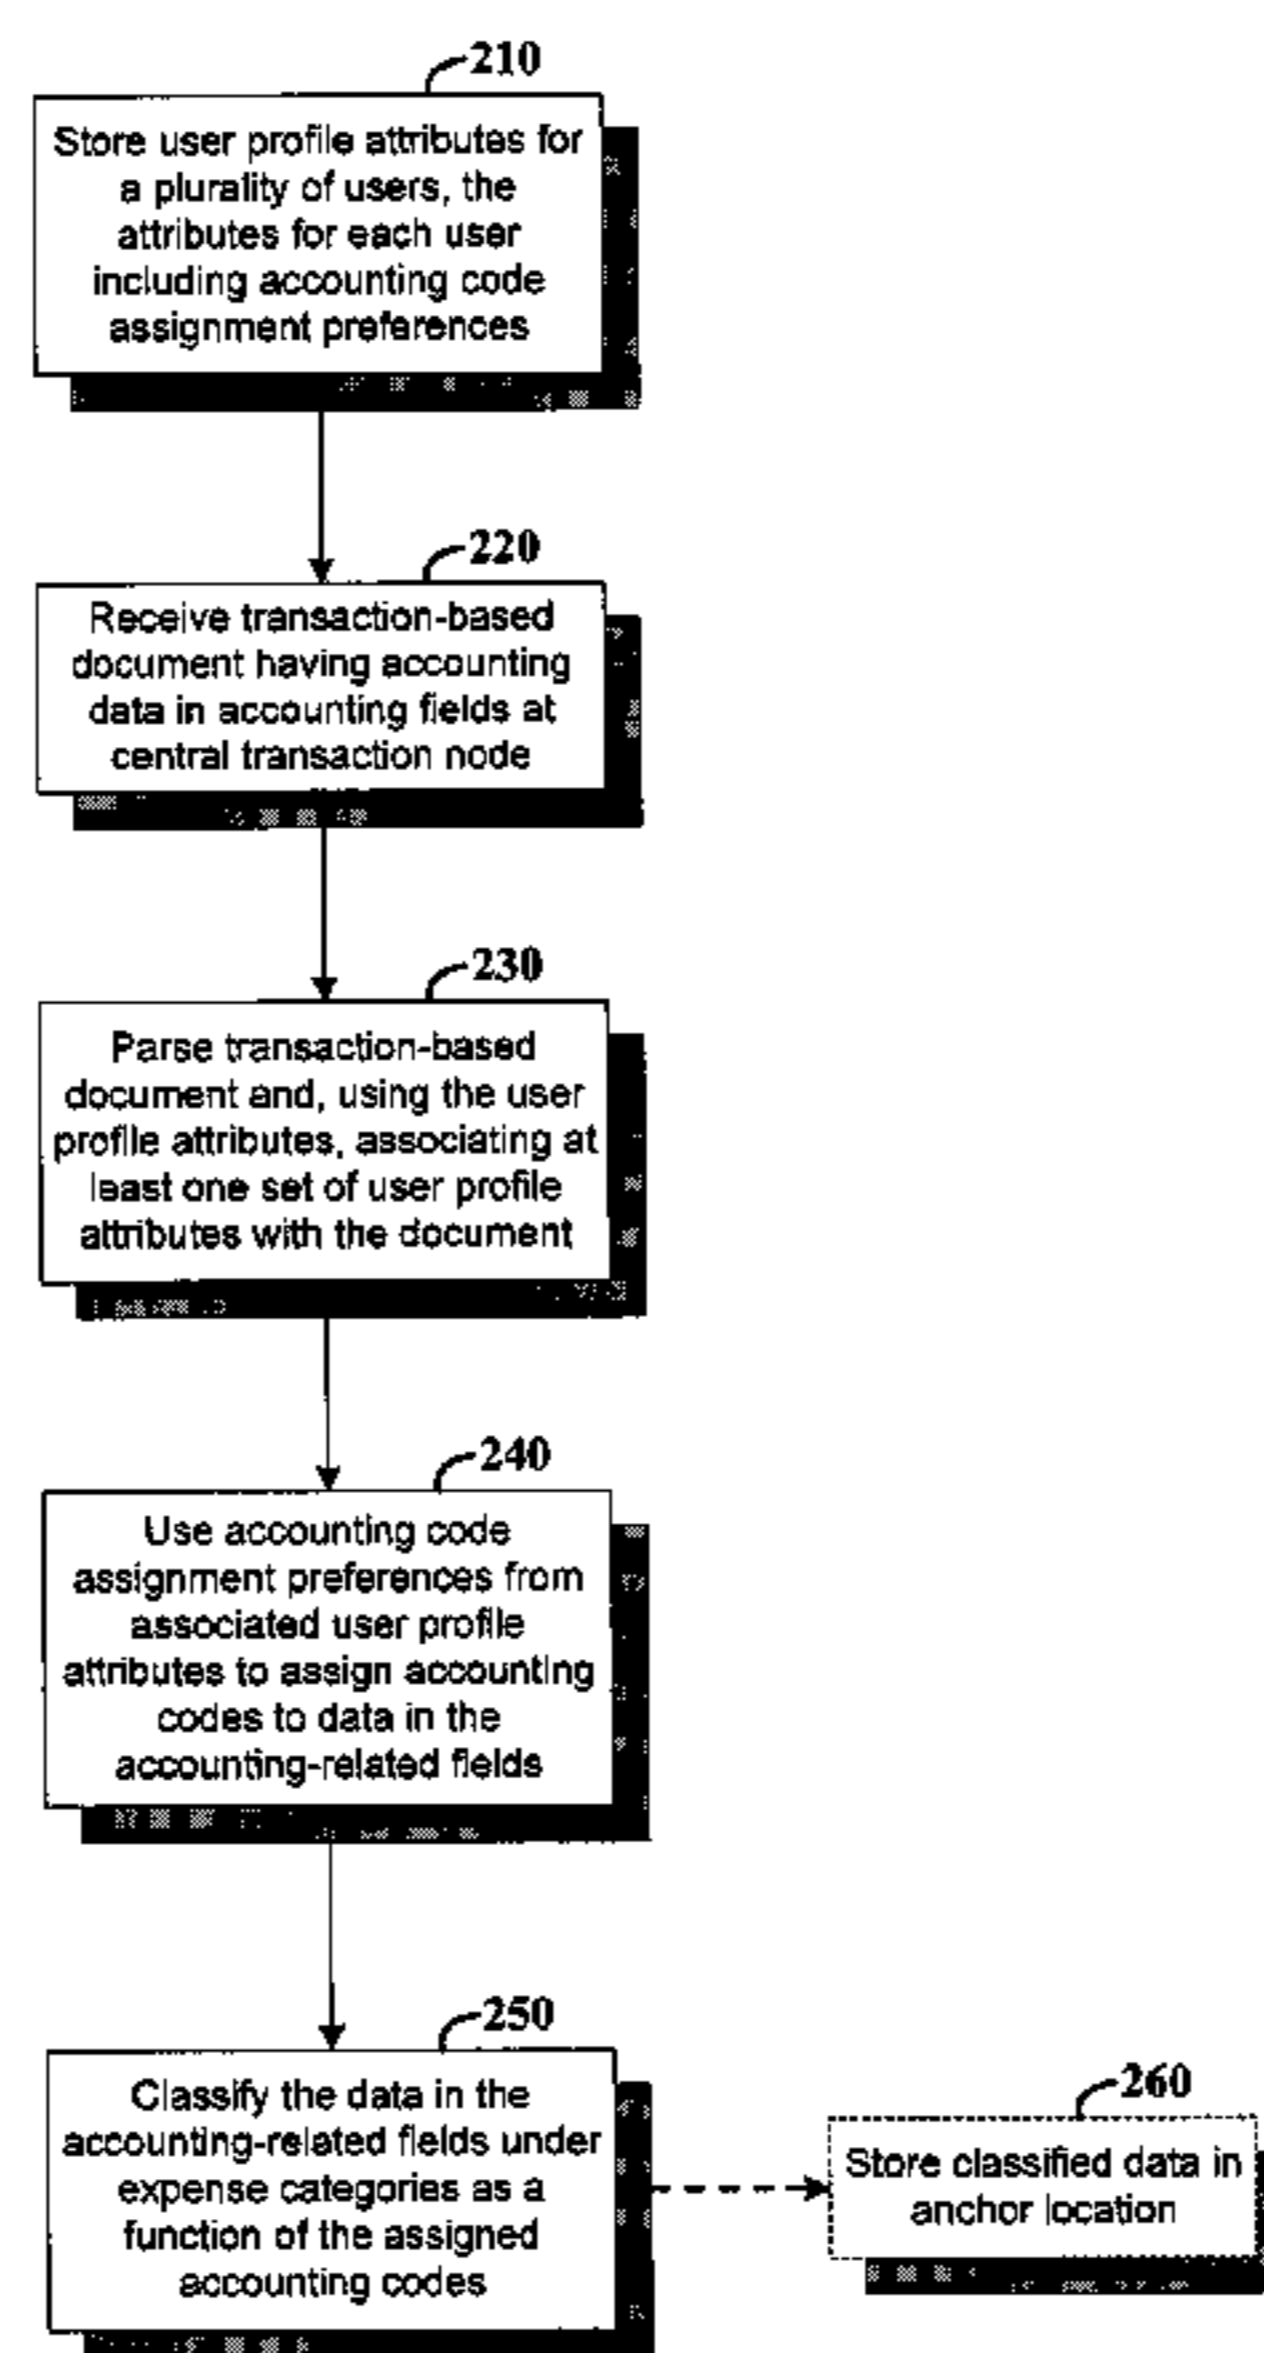 210
Store user profile attributes for
a plurality of users, the
attributes for each user
including accounting code
assignment preferences
220
Receive transaction-based
document having accounting
data in accounting fields at
central transaction node
230
Parse transaction-based
document and, using the user
profile attributes, associating at
least one set of user profile
attributes with the document
240
Use accounting code
assignment preferences from
associated user profile
attributes to assign accounting
codes to data in the
accounting-related fields
250
Classify the data in the
accounting-related fields under
expense categories as a
function of the assigned
accounting codes
260
Store classified data in
anchor location